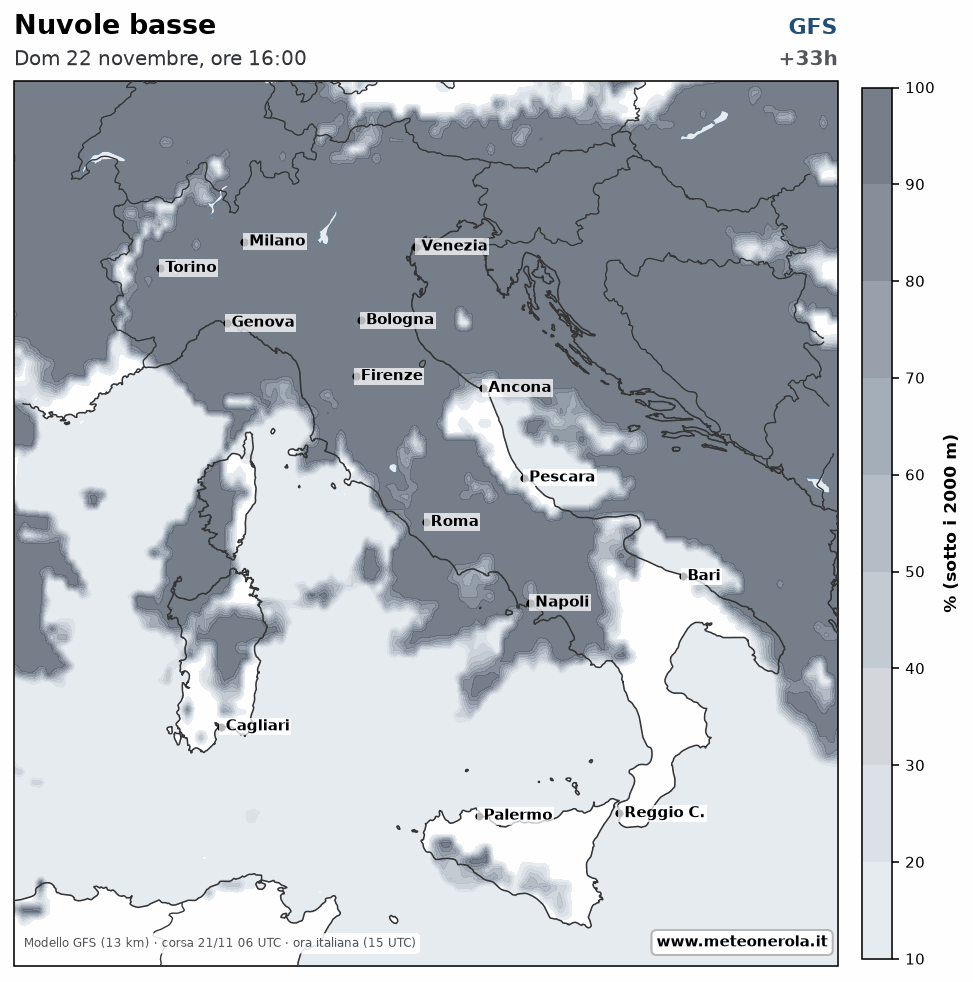 Nuvole basse
GFS
Dom 22 novembre, ore 16:00
+33h
Milano
Venezia
Torino
Genova
Bologna
Firenze
Ancona
Pescara
Roma
Bari
Napoli
Cagliari
Palermo
Reggio C.
Modello GFS (13 km) · corsa 21/11 06 UTC · ora italiana (15 UTC)
www.meteonerola.it
100
90
80
70
60
50
40
30
20
10
% (sotto i 2000 m)